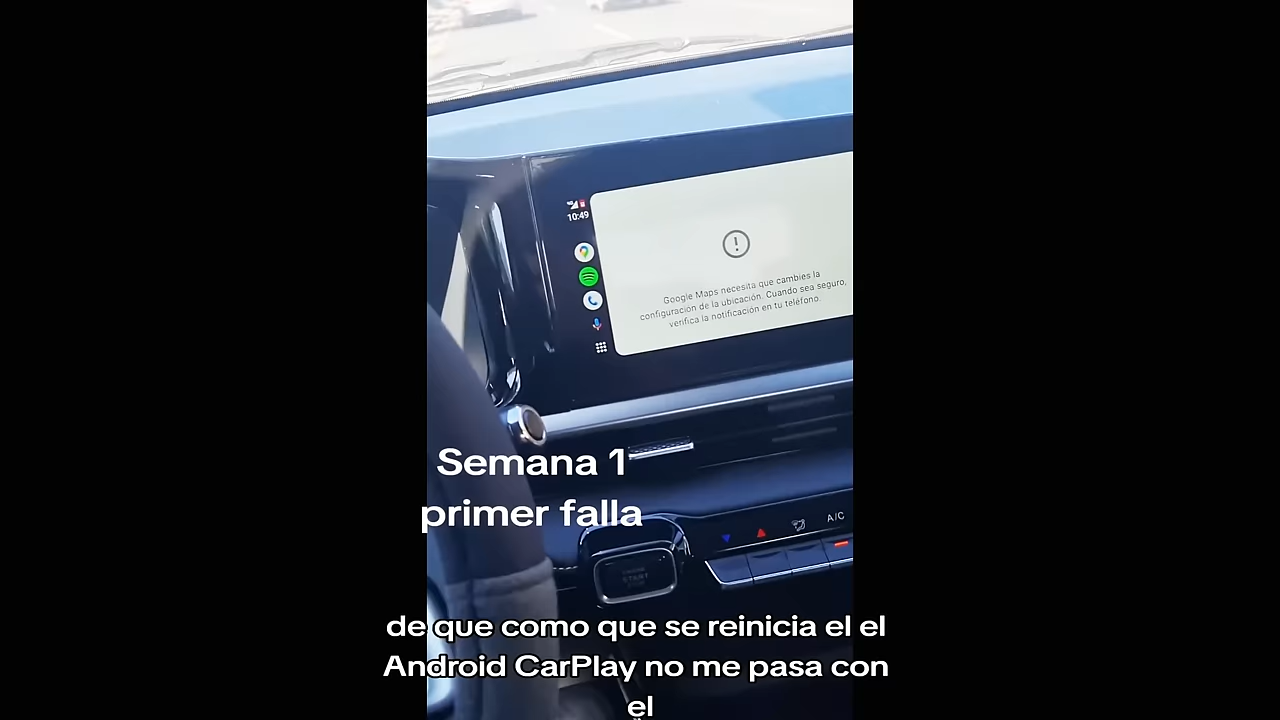 10:49
Google Maps necesita que cambies la
configuración de la ubicación. Cuando sea seguro,
verifica la notificación en tu teléfono.
Semana 1
primer falla
A/C
START
de que como que se reinicia el el
Android CarPlay no me pasa con
el